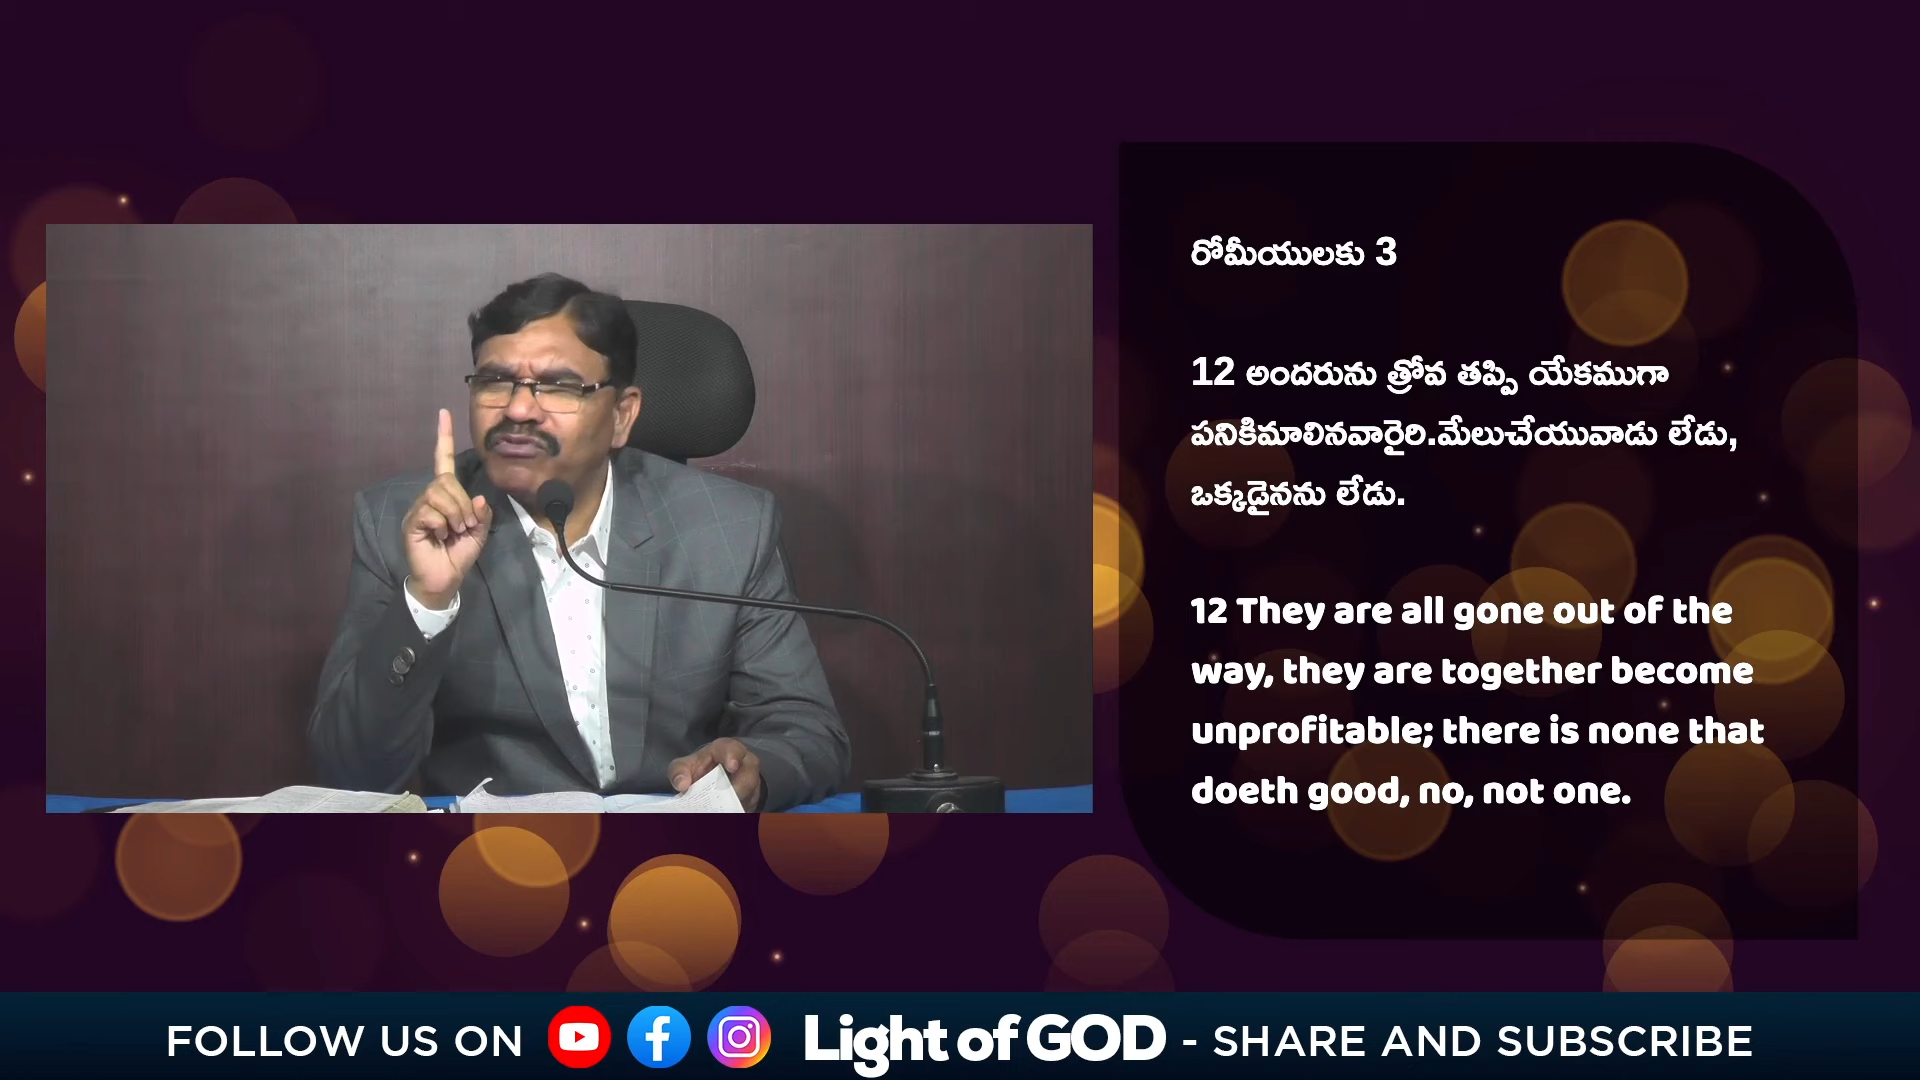 రోమీయులకు 3
12 అందరును త్రోవ తప్పి యేకముగా
పనికిమాలినవారైరి.మేలుచేయువాడు లేడు,
ఒక్కడైనను లేడు.
12 They are all gone out of the
way, they are together become
unprofitable; there is none that
doeth good, no, not one.
FOLLOW US ON Light of GOD - SHARE AND SUBSCRIBE